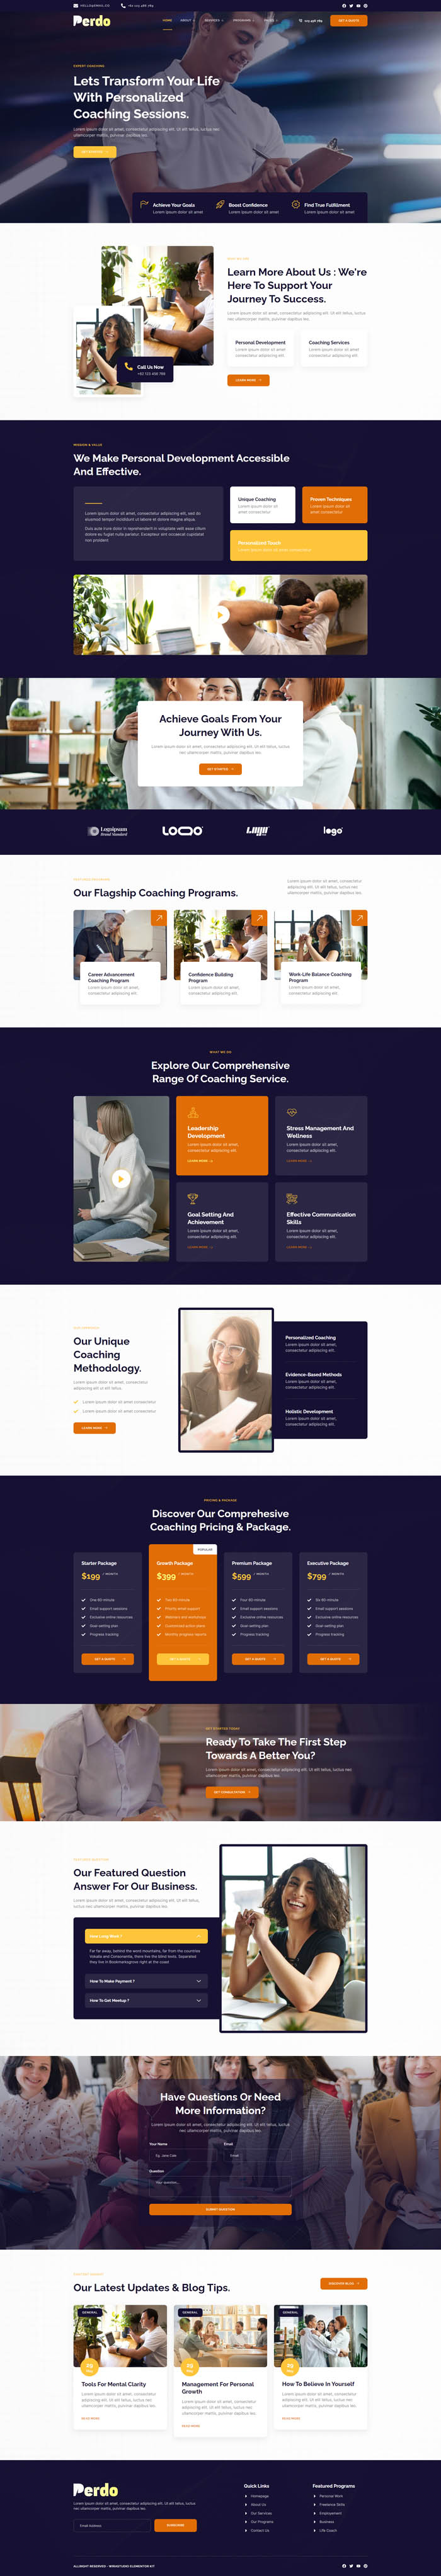 HELLO@EMAIL.CO
+62 123 456 789
Perdo
HOME
ABOUT
SERVICES
PROGRAMS
BLOG
123 456 789
GET A QUOTE
EXPERT COACHING
Lets Transform Your Life
With Personalized
Coaching Sessions.
Lorem ipsum dolor sit amet, consectetur adipiscing elit. Ut elit tellus, luctus nec
ullamcorper mattis, pulvinar dapibus leo.
Achieve Your Goals
Lorem ipsum dolor sit amet
Boost Confidence
Lorem ipsum dolor sit amet
Find True Fulfillment
Lorem ipsum dolor sit amet
Learn More About Us : We're
Here To Support Your
Journey To Success.
Lorem ipsum dolor sit amet, consectetur adipiscing elit. Ut elit tellus, luctus
nec ullamcorper mattis, pulvinar dapibus leo.
Personal Development
Lorem ipsum dolor sit amet
consectetur adipiscing elit.
Coaching Services
Lorem ipsum dolor sit amet
consectetur adipiscing elit.
Call Us Now
+62 123 456 789
LEARN MORE
MISSION & VALUE
We Make Personal Development Accessible
And Effective.
Lorem ipsum dolor sit amet, consectetur adipiscing elit, sed do
eiusmod tempor incididunt ut labore et dolore magna aliqua.
Duis aute irure dolor in reprehenderit in voluptate velit esse cillum
dolore eu fugiat nulla pariatur. Excepteur sint occaecat cupidatat
non proident
Unique Coaching
Lorem ipsum dolor sit
amet consectetur
Proven Techniques
Lorem ipsum dolor sit
amet consectetur
Personalized Touch
Lorem ipsum dolor sit amet consectetur
Achieve Goals From Your
Journey With Us.
Lorem ipsum dolor sit amet, consectetur adipiscing elit. Ut elit tellus, luctus
nec ullamcorper mattis, pulvinar dapibus leo.
GET STARTED
Logoipsum
Brand Standard
LOGO
logo
Our Flagship Coaching Programs.
Lorem ipsum dolor sit amet, consectetur
adipiscing elit. Ut elit tellus, luctus nec
ullamcorper mattis, pulvinar dapibus leo.
Career Advancement
Coaching Program
Lorem ipsum dolor sit amet,
consectetur adipiscing elit.
Confidence Building
Program
Lorem ipsum dolor sit amet,
consectetur adipiscing elit.
Work-Life Balance Coaching
Program
Lorem ipsum dolor sit amet,
consectetur adipiscing elit.
WHAT WE DO
Explore Our Comprehensive
Range Of Coaching Service.
Leadership
Development
Lorem ipsum dolor sit amet,
consectetur adipiscing elit.
LEARN MORE
Stress Management And
Wellness
Lorem ipsum dolor sit amet,
consectetur adipiscing elit.
LEARN MORE
Goal Setting And
Achievement
Lorem ipsum dolor sit amet,
consectetur adipiscing elit.
LEARN MORE
Effective Communication
Skills
Lorem ipsum dolor sit amet,
consectetur adipiscing elit.
LEARN MORE
Our Unique
Coaching
Methodology.
Lorem ipsum dolor sit amet, consectetur
adipiscing elit ut ut tellus.
Lorem ipsum dolor sit amet consectetur
Lorem ipsum dolor sit amet consectetur
LEARN MORE
Personalized Coaching
Lorem ipsum dolor sit amet,
consectetur adipiscing elit.
Evidence-Based Methods
Lorem ipsum dolor sit amet,
consectetur adipiscing elit.
Holistic Development
Lorem ipsum dolor sit amet,
consectetur adipiscing elit.
PRICING & PACKAGE
Discover Our Comprehesive
Coaching Pricing & Package.
Starter Package
$199 / MONTH
One 60-minute
Email support sessions
Exclusive online resources
Goal-setting plan
Progress tracking
GET A QUOTE
POPULAR
Growth Package
$399 / MONTH
Two 60-minute
Priority email support
Webinars and workshops
Customized action plans
Monthly progress reports
GET A QUOTE
Premium Package
$599 / MONTH
Four 60-minute
Email support sessions
Exclusive online resources
Goal-setting plan
Progress tracking
GET A QUOTE
Executive Package
$799 / MONTH
Six 60-minute
Email support sessions
Exclusive online resources
Goal-setting plan
Progress tracking
GET A QUOTE
GET STARTED TODAY
Ready To Take The First Step
Towards A Better You?
Lorem ipsum dolor sit amet, consectetur adipiscing elit. Ut elit tellus, luctus nec
ullamcorper mattis, pulvinar dapibus leo.
GET CONSULTATION
Our Featured Question
Answer For Our Business.
Lorem ipsum dolor sit amet, consectetur adipiscing elit. Ut elit tellus,
luctus nec ullamcorper mattis, pulvinar dapibus leo.
How Long Work ?
Far far away, behind the word mountains, far from the countries
Vokalia and Consonantia, there live the blind texts. Separated
they live in Bookmarksgrove right at the coast
How To Make Payment ?
How To Get Meetup ?
Have Questions Or Need
More Information?
Lorem ipsum dolor sit amet, consectetur adipiscing elit. Ut elit tellus, luctus
nec ullamcorper mattis, pulvinar dapibus leo.
Your Name
Email
Eg. Jane Cake
Email
Question
Your question...
SUBMIT QUESTION
Our Latest Updates & Blog Tips.
DISCOVER BLOG
GENERAL
Tools For Mental Clarity
Lorem ipsum dolor sit amet, consectetur
adipiscing elit. Ut elit tellus, luctus nec
ullamcorper mattis, pulvinar dapibus leo.
READ MORE
GENERAL
Management For Personal
Growth
Lorem ipsum dolor sit amet, consectetur
adipiscing elit. Ut elit tellus, luctus nec
ullamcorper mattis, pulvinar dapibus leo.
READ MORE
GENERAL
How To Believe In Yourself
Lorem ipsum dolor sit amet, consectetur
adipiscing elit. Ut elit tellus, luctus nec
ullamcorper mattis, pulvinar dapibus leo.
READ MORE
Perdo
Lorem ipsum dolor sit amet, consectetur adipiscing elit. Ut elit tellus, luctus
nec ullamcorper mattis, pulvinar dapibus leo.
Email Address
SUBSCRIBE
Quick Links
Homepage
About Us
Our Services
Our Programs
Contact Us
Featured Programs
Personal Work
Freelance Skills
Employement
Business
Life Coach
ALLRIGHT RESERVED - WIRASTUDIO ELEMENTOR KIT